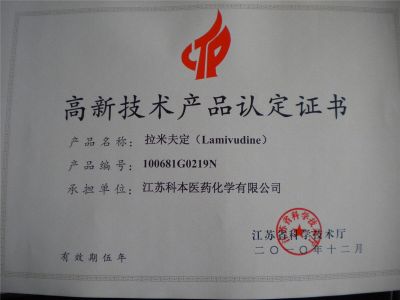 高新技术产品认定证书
产品名称：拉米夫定（Lamivudine）
产品编号：100681G0219N
承担单位：江苏科本医药化学有限公司
江苏省科学技术厅
二〇一〇年十二月
有效期伍年